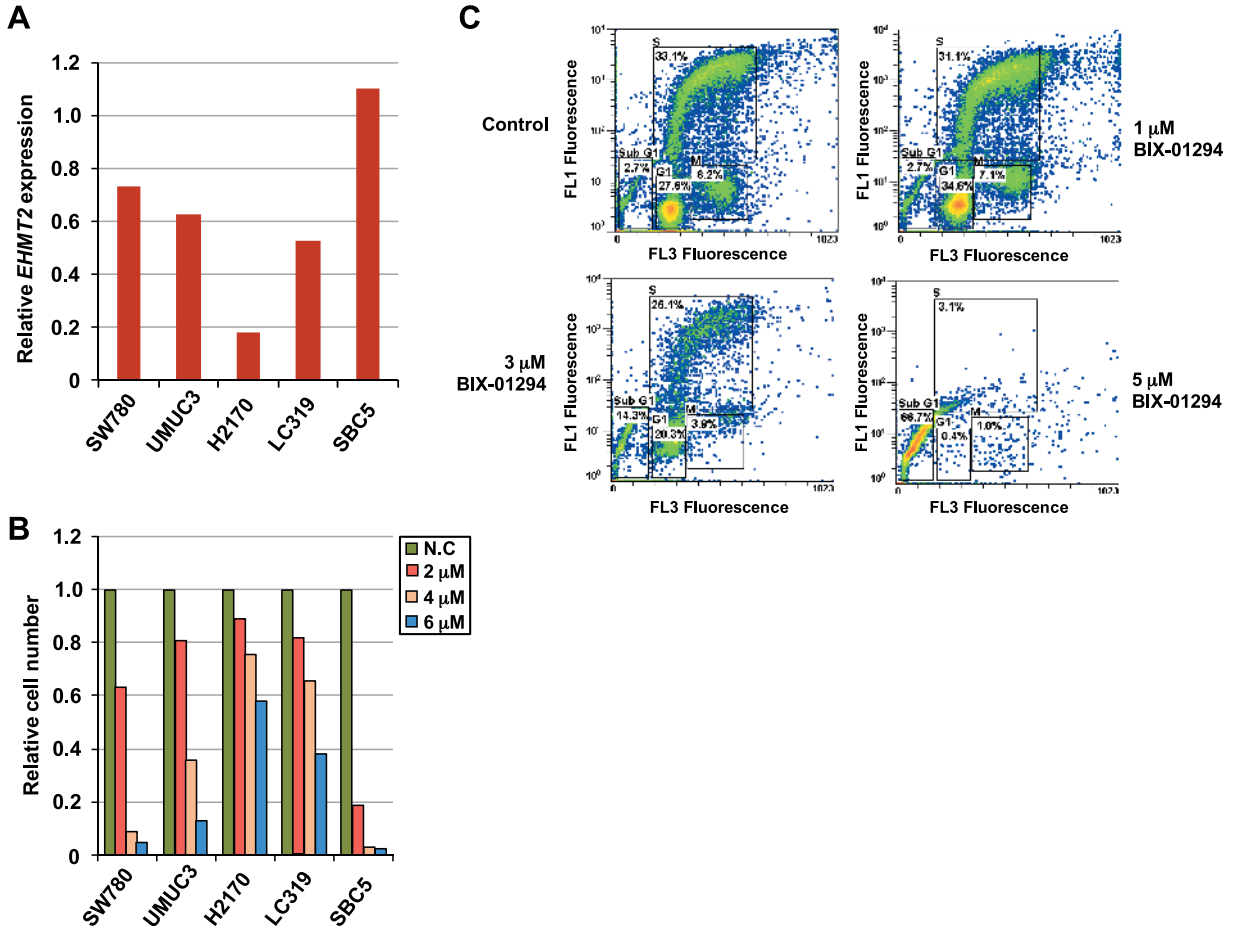 A
1.2
1.0
0.8
0.6
0.4
0.2
0
Relative EHMT2 expression
SW780
UMUC3
H2170
LC319
SBC5
B
1.2
1.0
0.8
0.6
0.4
0.2
0
Relative cell number
N.C
2 µM
4 µM
6 µM
SW780
UMUC3
H2170
LC319
SBC5
C
Control
FL1 Fluorescence
S
33.1%
Sub G1
2.7%
G1
27.6%
M
0
1023
FL3 Fluorescence
1 µM
BIX-01294
FL1 Fluorescence
S
31.1%
Sub G1
2.7%
G1
34.6%
M
7.1%
0
1023
FL3 Fluorescence
3 µM
BIX-01294
FL1 Fluorescence
S
26.1%
Sub G1
14.3%
G1
20.3%
M
0
1023
FL3 Fluorescence
5 µM
BIX-01294
FL1 Fluorescence
S
3.1%
Sub G1
66.7%
G1
0.4%
M
1.0%
0
1023
FL3 Fluorescence